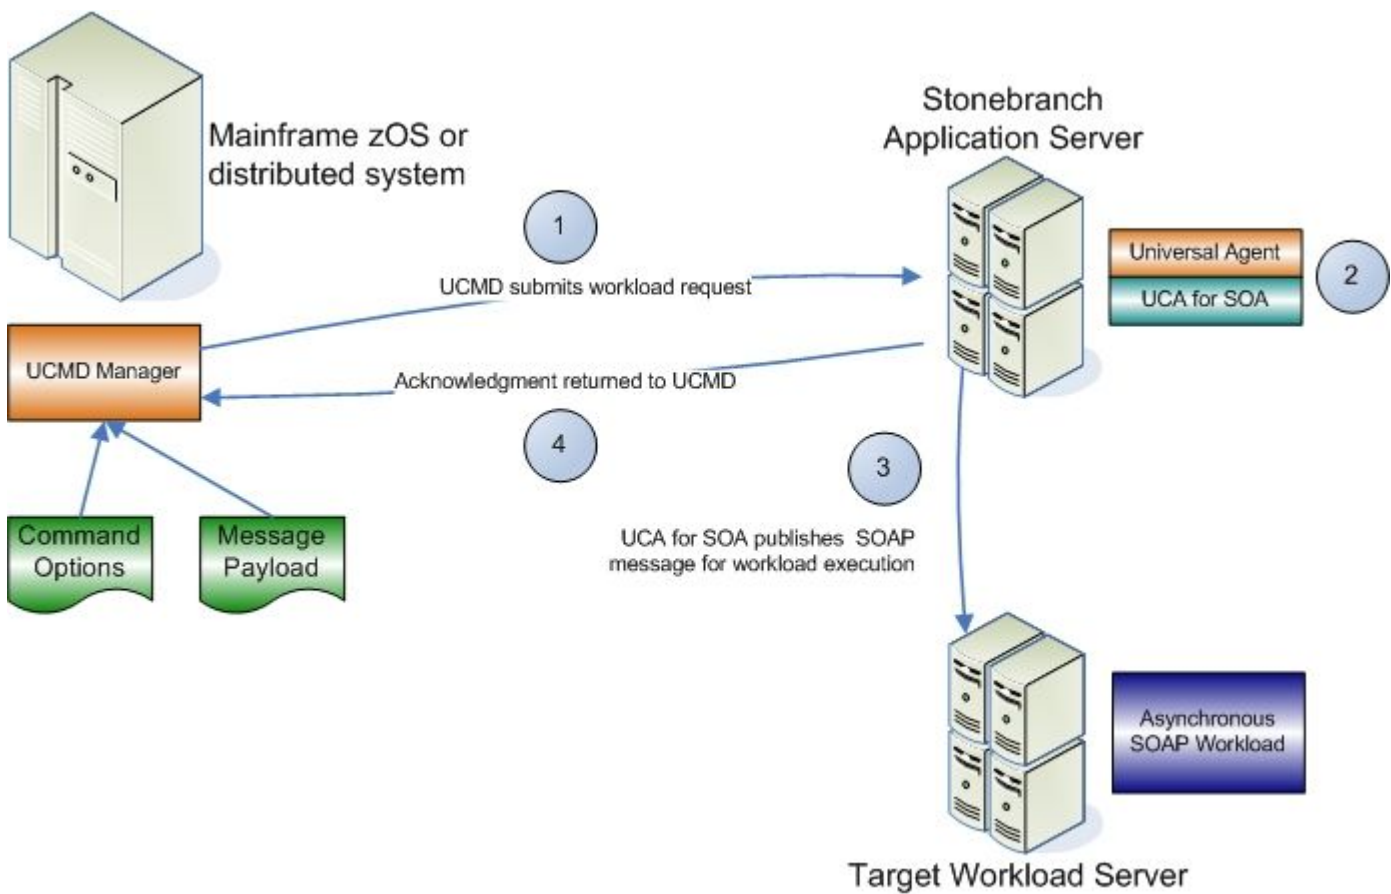 Mainframe zOS or
distributed system
Stonebranch
Application Server
1
UCMD submits workload request
Universal Agent
UCA for SOA
2
UCMD Manager
Acknowledgment returned to UCMD
4
3
Command
Options
Message
Payload
UCA for SOA publishes SOAP
message for workload execution
Asynchronous
SOAP Workload
Target Workload Server